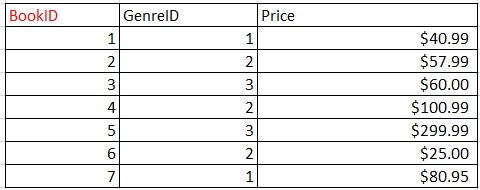 BookID GenreID Price
1 1 $40.99
2 2 $57.99
3 3 $60.00
4 2 $100.99
5 3 $299.99
6 2 $25.00
7 1 $80.95